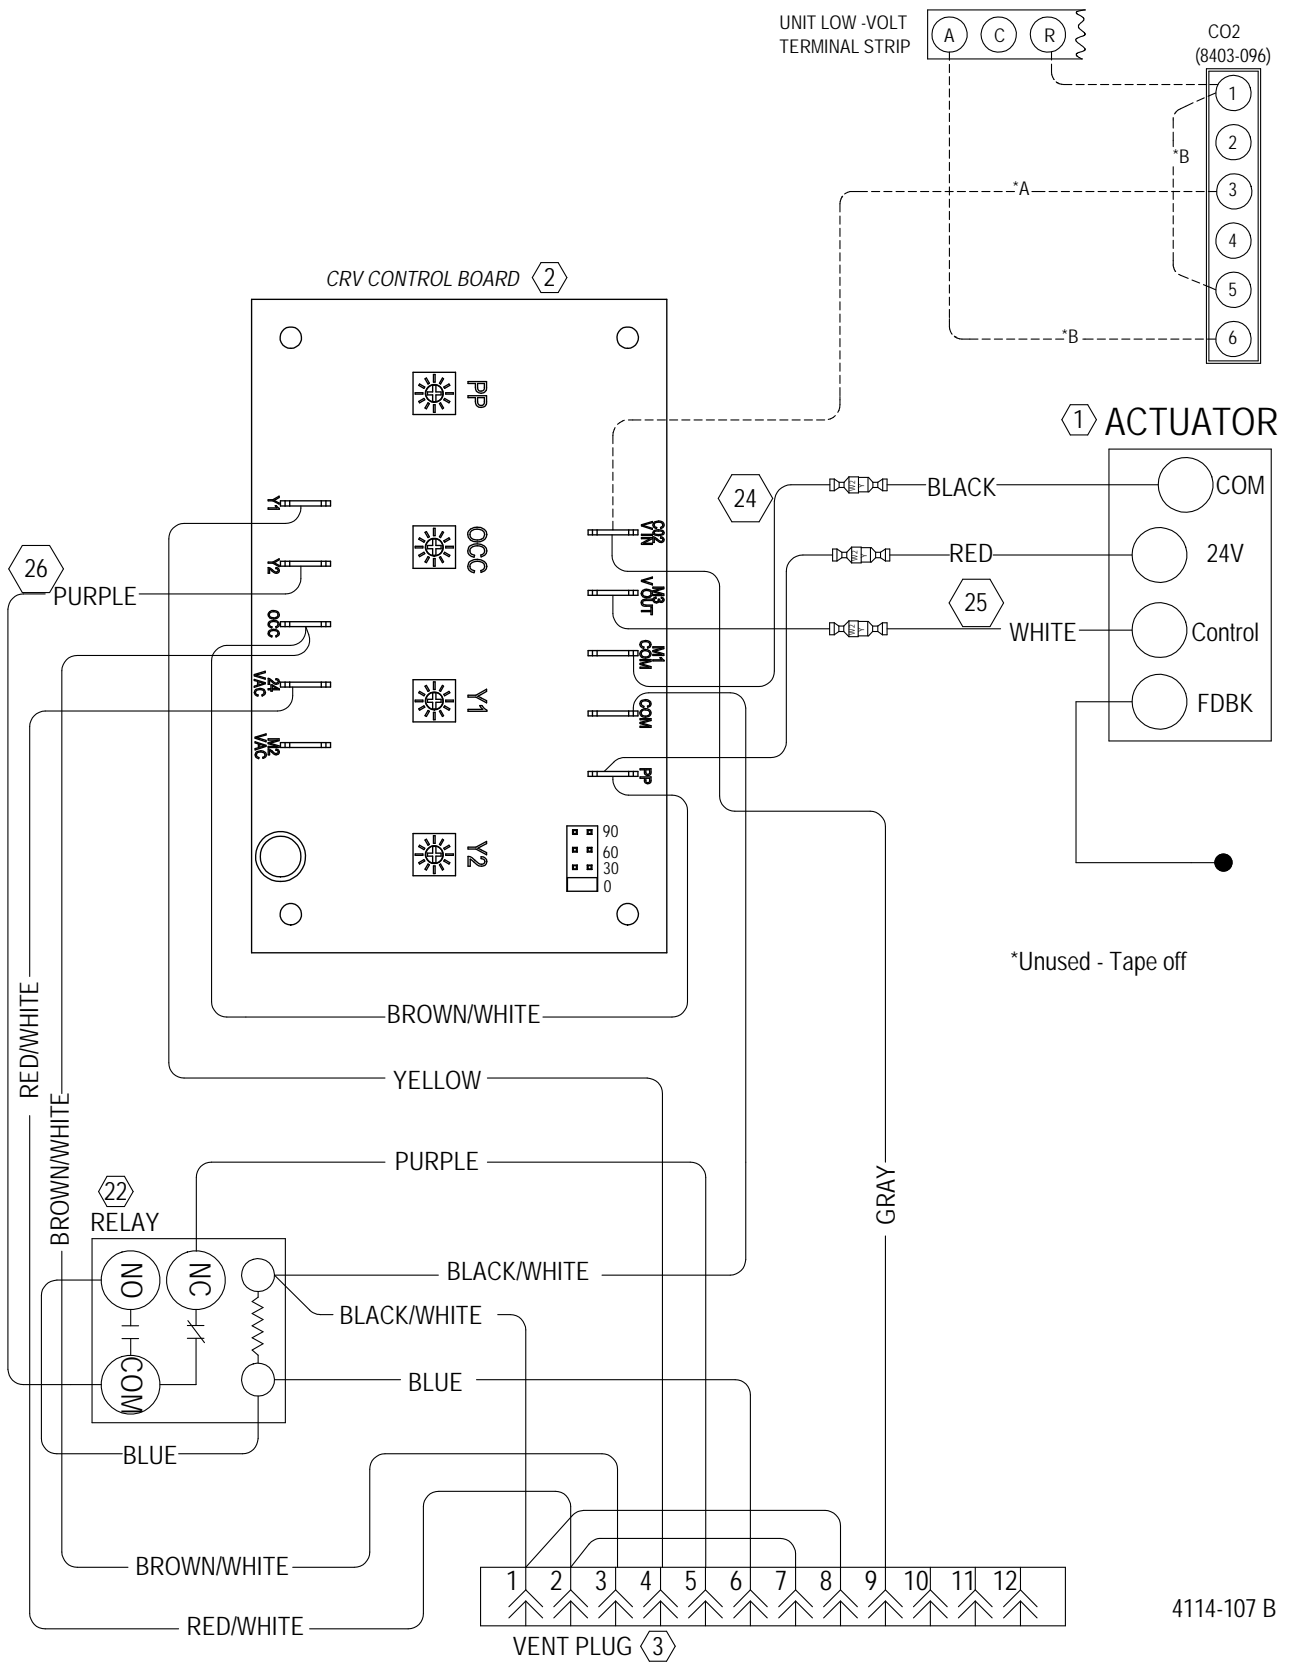 UNIT LOW -VOLT
TERMINAL STRIP
A
C
R
CO2
(8403-096)
1
2
3
4
5
6
*B
*A
*B
CRV CONTROL BOARD
2
PP
OCC
Y1
Y2
Y1
Y2
OCC
24
VAC
M2
VAC
CO2
V IN
M3
V OUT
M1
COM
COM
PP
90
60
30
0
1
ACTUATOR
COM
24V
Control
FDBK
24
BLACK
RED
25
WHITE
26
PURPLE
*Unused - Tape off
BROWN/WHITE
RED/WHITE
YELLOW
BROWN/WHITE
PURPLE
GRAY
22
RELAY
NO
NC
COM
BLACK/WHITE
BLACK/WHITE
BLUE
BLUE
BROWN/WHITE
RED/WHITE
1 2 3 4 5 6 7 8 9 10 11 12
VENT PLUG
3
4114-107 B